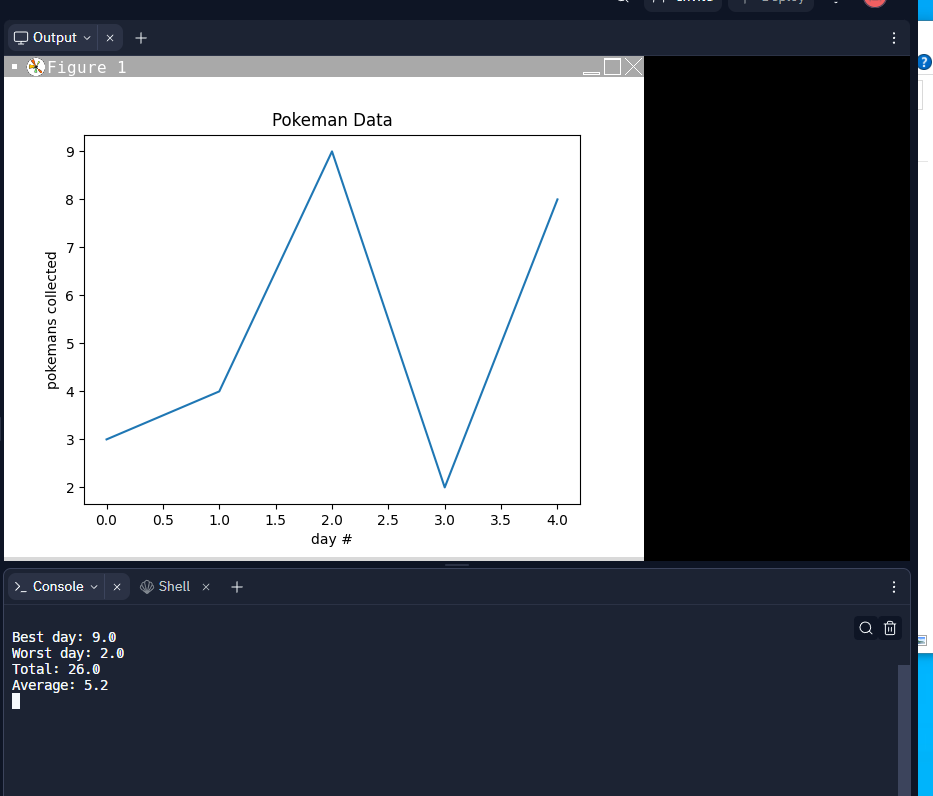 Output
Figure 1
Pokeman Data
9
8
7
6
5
4
3
2
pokemans collected
0.0 0.5 1.0 1.5 2.0 2.5 3.0 3.5 4.0
day #
Console Shell
Best day: 9.0
Worst day: 2.0
Total: 26.0
Average: 5.2